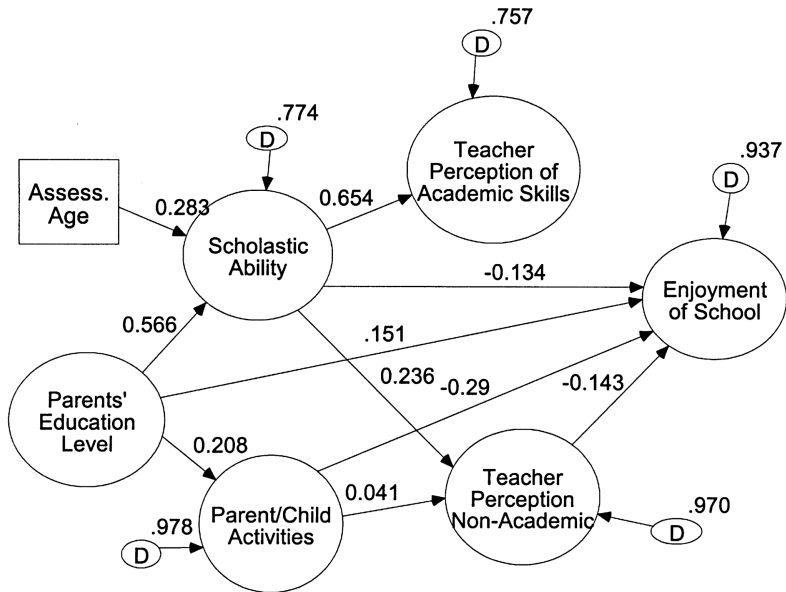 .757
D
.774
D
Teacher
Perception of
Academic Skills
.937
D
Assess.
Age
0.283
0.654
Scholastic
Ability
-0.134
Enjoyment
of School
0.566
.151
0.236
-0.29
-0.143
Parents'
Education
Level
0.208
Teacher
Perception
Non-Academic
0.041
Parent/Child
Activities
.978
D
.970
D